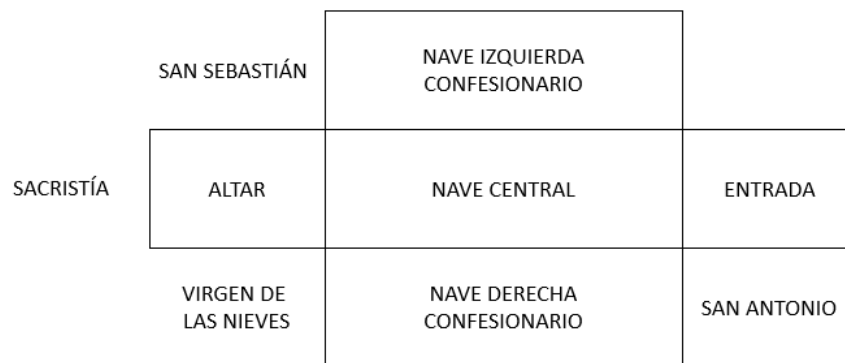 SAN SEBASTIÁN
NAVE IZQUIERDA
CONFESIONARIO
SACRISTÍA
ALTAR
NAVE CENTRAL
ENTRADA
VIRGEN DE
LAS NIEVES
NAVE DERECHA
CONFESIONARIO
SAN ANTONIO